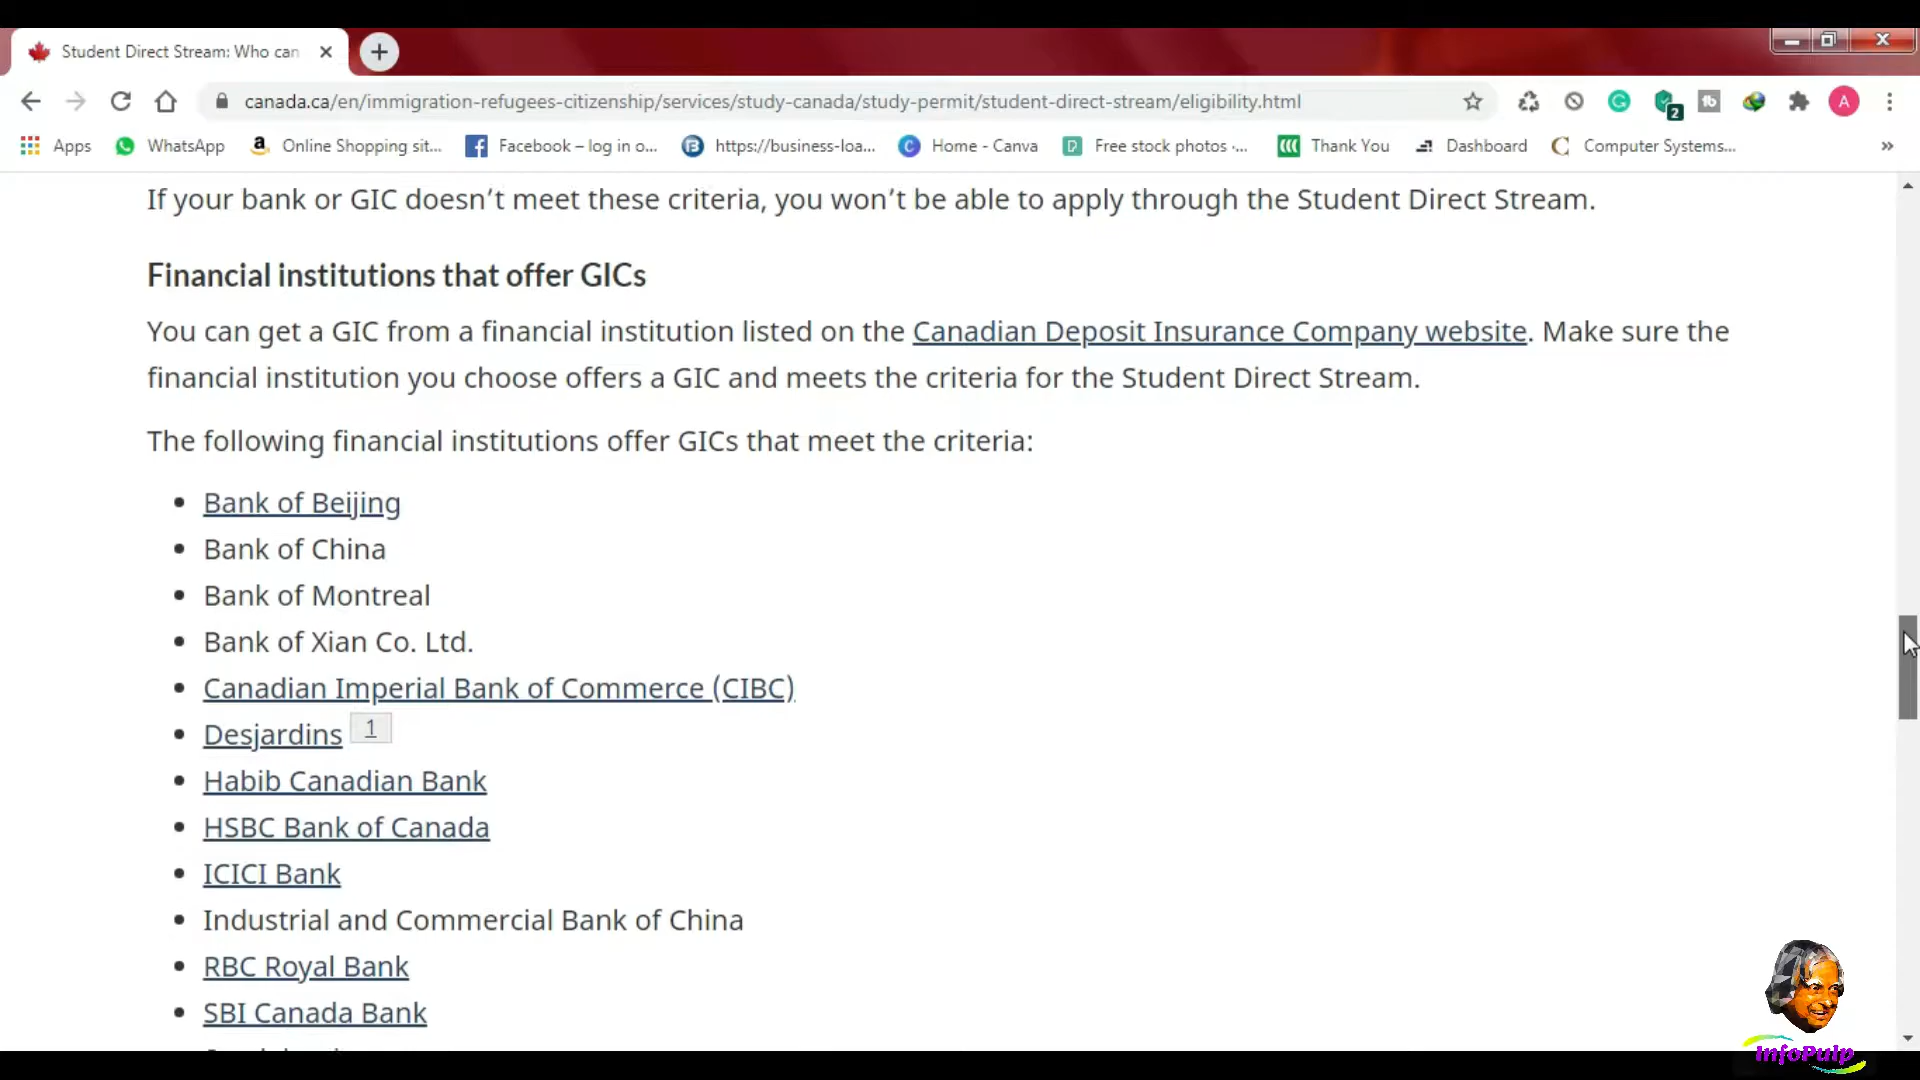 Student Direct Stream: Who can
canada.ca/en/immigration-refugees-citizenship/services/study-canada/study-permit/student-direct-stream/eligibility.html
2
tb
A
Apps
WhatsApp
Online Shopping sit...
Facebook – log in o...
https://business-loa...
Home - Canva
Free stock photos ·...
Thank You
Dashboard
Computer Systems...
If your bank or GIC doesn’t meet these criteria, you won’t be able to apply through the Student Direct Stream.
Financial institutions that offer GICs
You can get a GIC from a financial institution listed on the Canadian Deposit Insurance Company website. Make sure the
financial institution you choose offers a GIC and meets the criteria for the Student Direct Stream.
The following financial institutions offer GICs that meet the criteria:
Bank of Beijing
Bank of China
Bank of Montreal
Bank of Xian Co. Ltd.
Canadian Imperial Bank of Commerce (CIBC)
Desjardins 1
Habib Canadian Bank
HSBC Bank of Canada
ICICI Bank
Industrial and Commercial Bank of China
RBC Royal Bank
SBI Canada Bank
InfoPulp